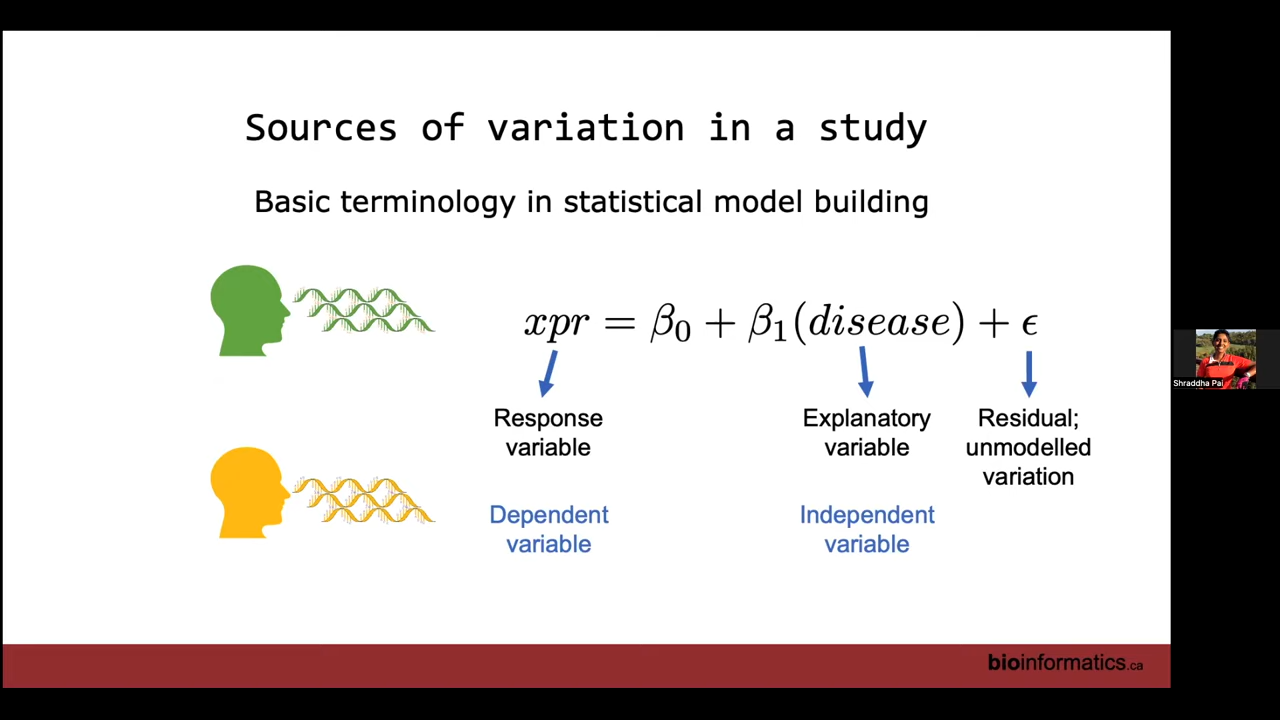 Sources of variation in a study
Basic terminology in statistical model building
xpr = β₀ + β₁(disease) + ϵ
Response
variable
Explanatory
variable
Residual;
unmodelled
variation
Dependent
variable
Independent
variable
Shraddha Pai
bioinformatics.ca